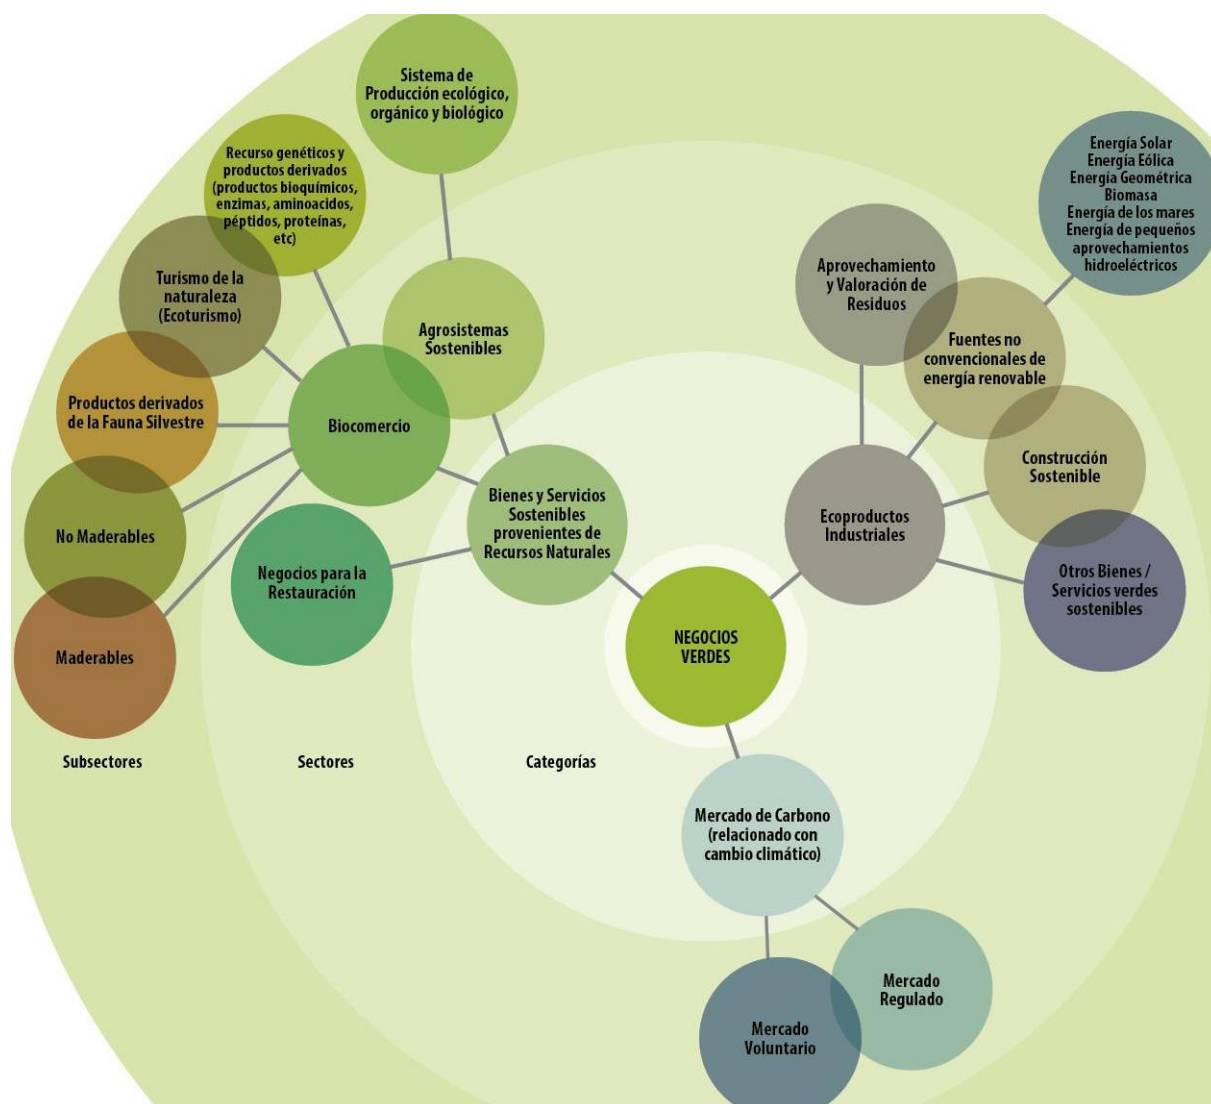 Sistema de
Producción ecológico,
orgánico y biológico
Recurso genéticos y
productos derivados
(productos bioquímicos,
enzimas, aminoacidos,
péptidos, proteínas,
etc)
Turismo de la
naturaleza
(Ecoturismo)
Productos derivados
de la Fauna Silvestre
No Maderables
Maderables
Agrosistemas
Sostenibles
Biocomercio
Negocios para la
Restauración
Bienes y Servicios
Sostenibles
provenientes de
Recursos Naturales
NEGOCIOS
VERDES
Ecoproductos
Industriales
Aprovechamiento
y Valoración de
Residuos
Fuentes no
convencionales de
energía renovable
Energía Solar
Energía Eólica
Energía Geométrica
Biomasa
Energía de los mares
Energía de pequeños
aprovechamientos
hidroeléctricos
Construcción
Sostenible
Otros Bienes /
Servicios verdes
sostenibles
Subsectores
Sectores
Categorías
Mercado de Carbono
(relacionado con
cambio climático)
Mercado
Regulado
Mercado
Voluntario